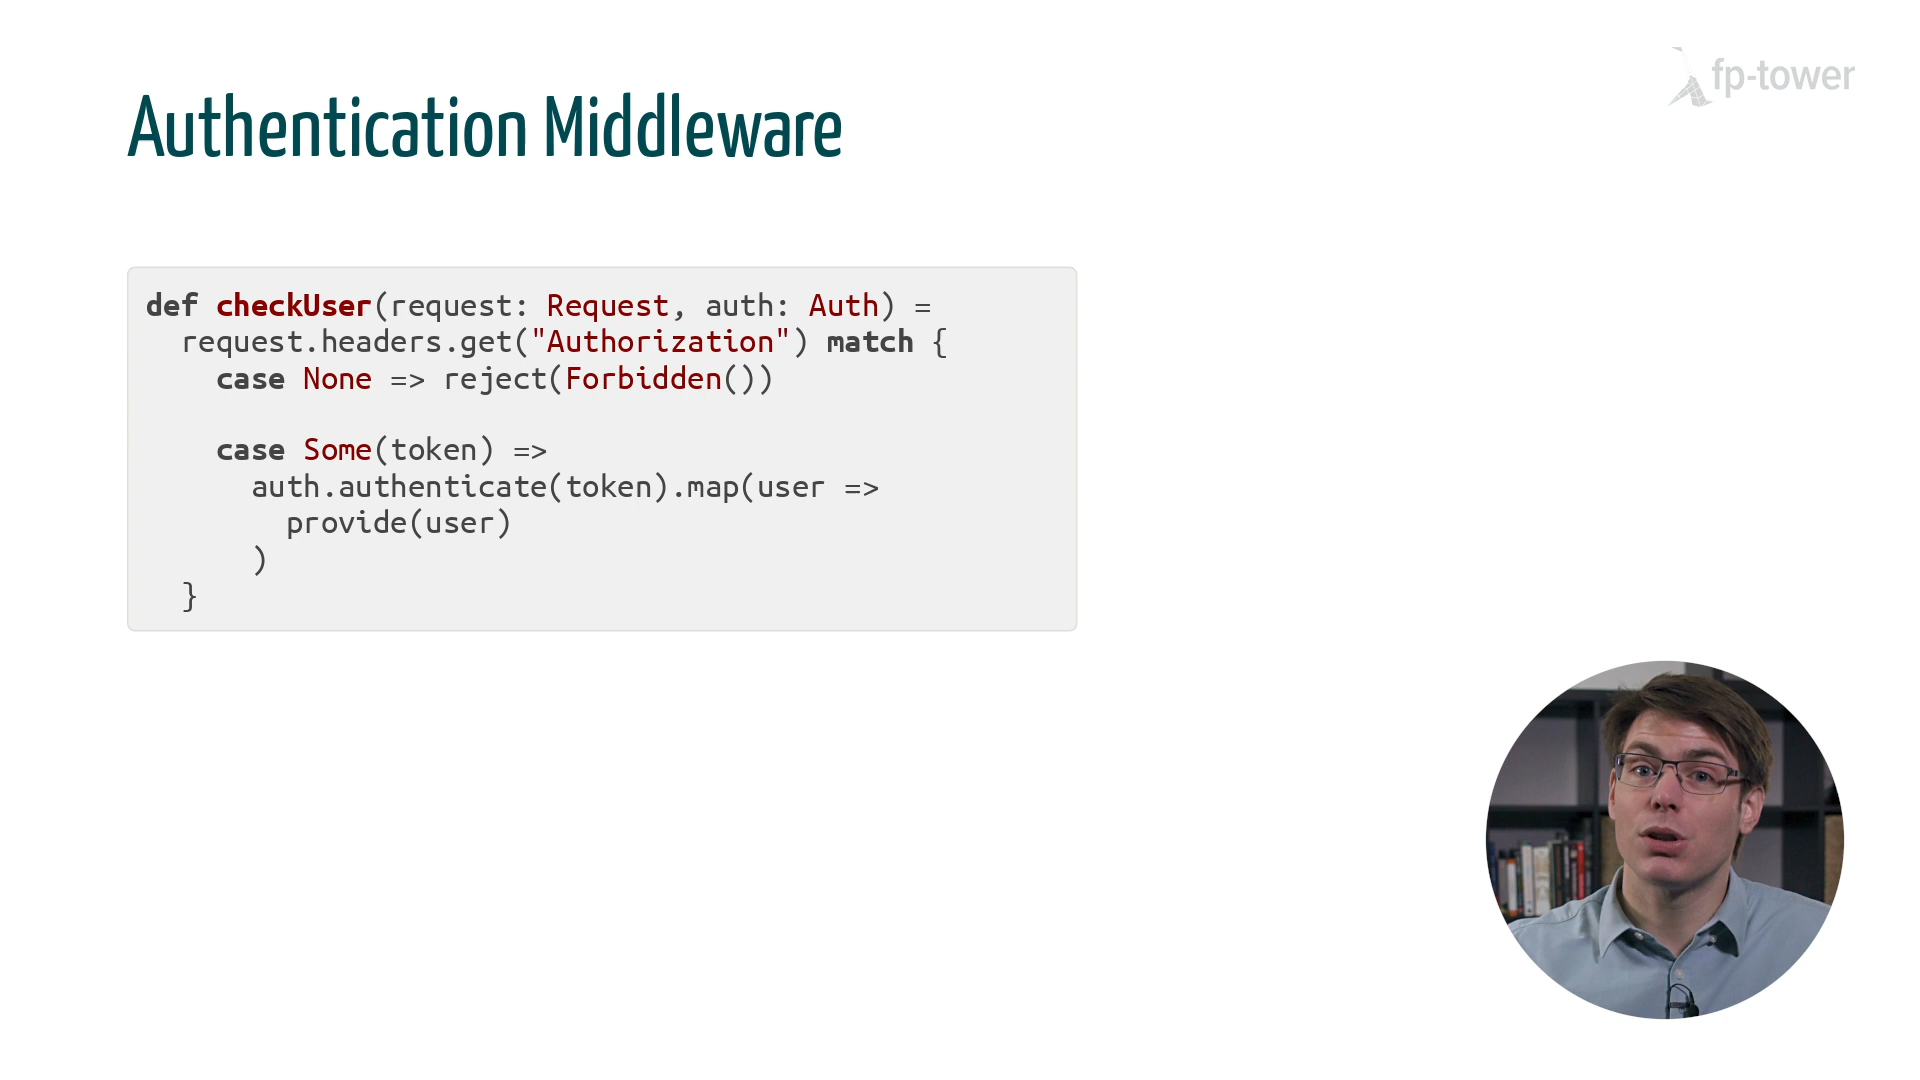 fp-tower
Authentication Middleware
def checkUser(request: Request, auth: Auth) =
  request.headers.get("Authorization") match {
    case None => reject(Forbidden())

    case Some(token) =>
      auth.authenticate(token).map(user =>
        provide(user)
      )
  }